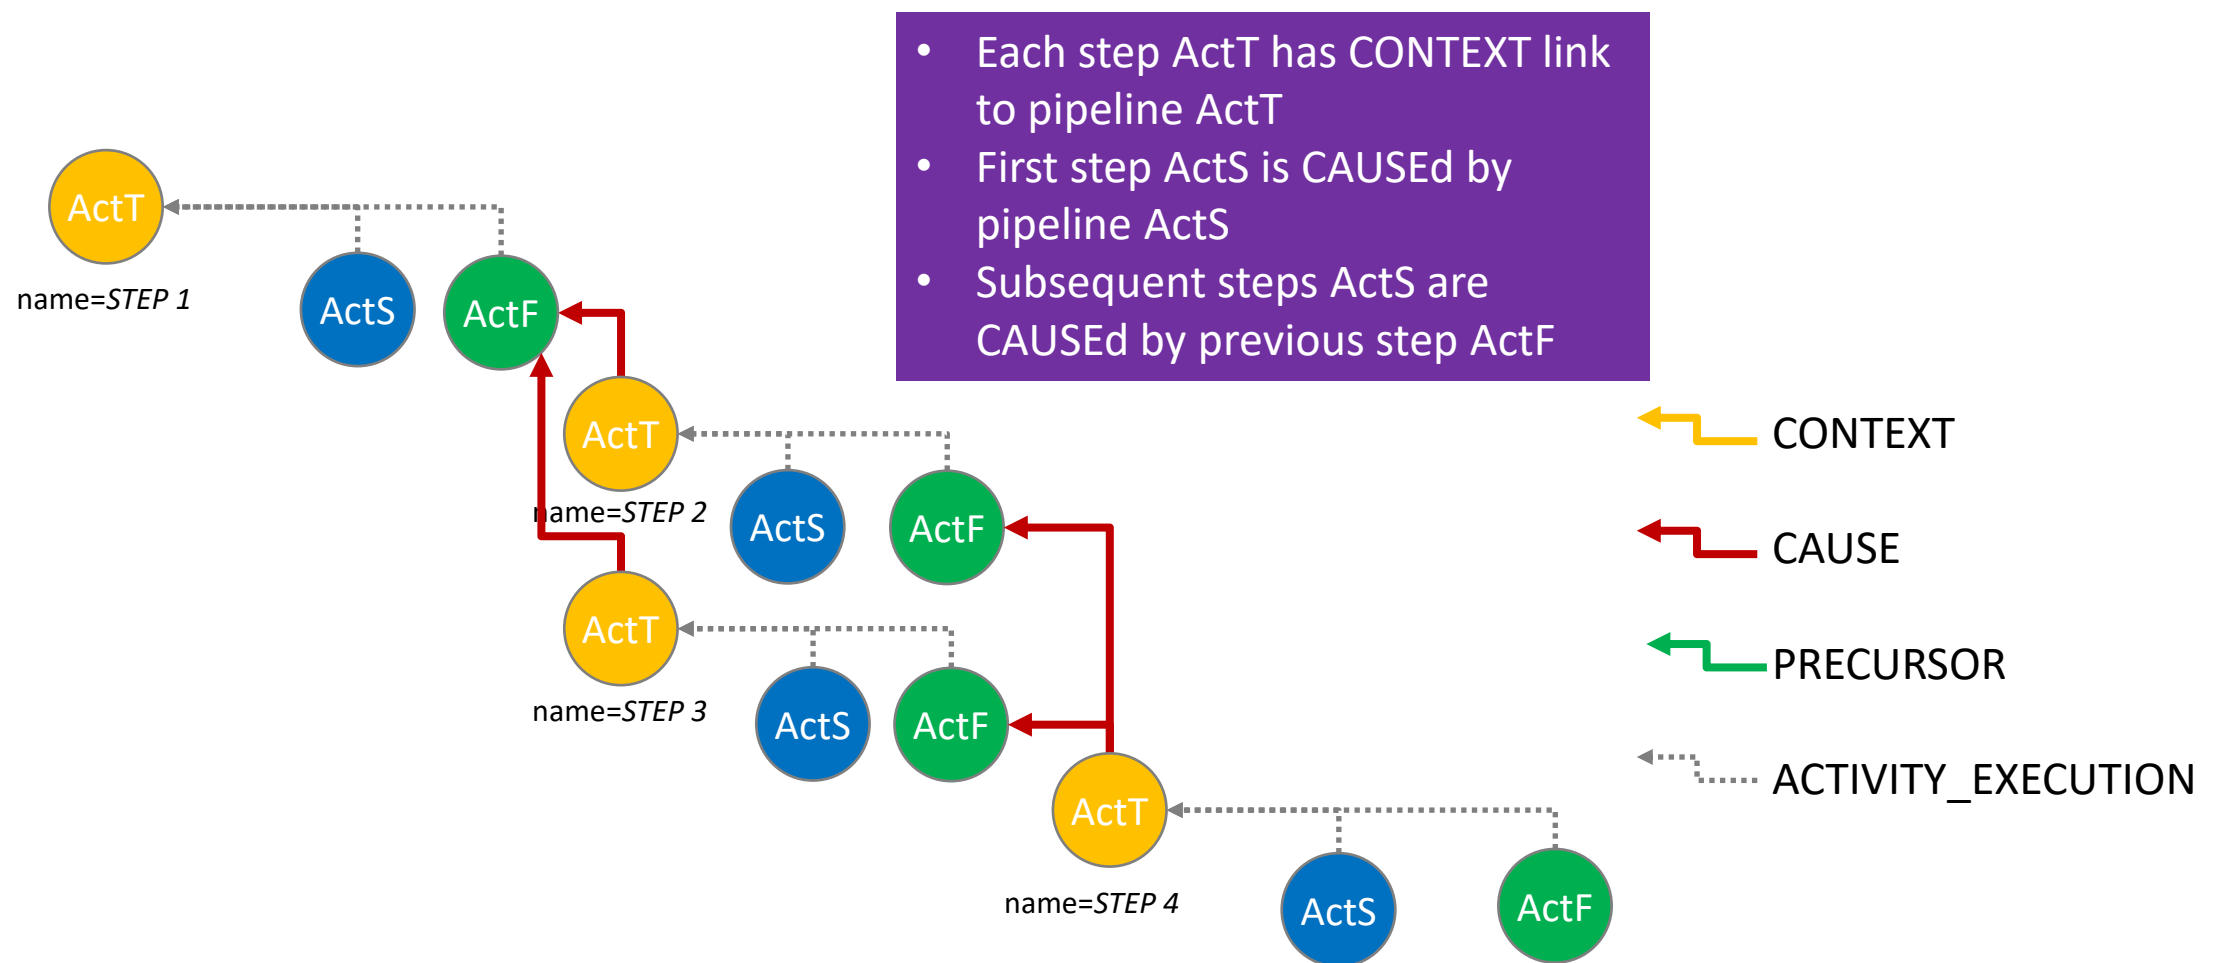 • Each step ActT has CONTEXT link
to pipeline ActT
• First step ActS is CAUSEd by
pipeline ActS
• Subsequent steps ActS are
CAUSEd by previous step ActF
ActT
name=STEP 1
ActS
ActF
ActT
name=STEP 2
ActS
ActF
ActT
name=STEP 3
ActS
ActF
ActT
name=STEP 4
ActS
ActF
CONTEXT
CAUSE
PRECURSOR
ACTIVITY_EXECUTION